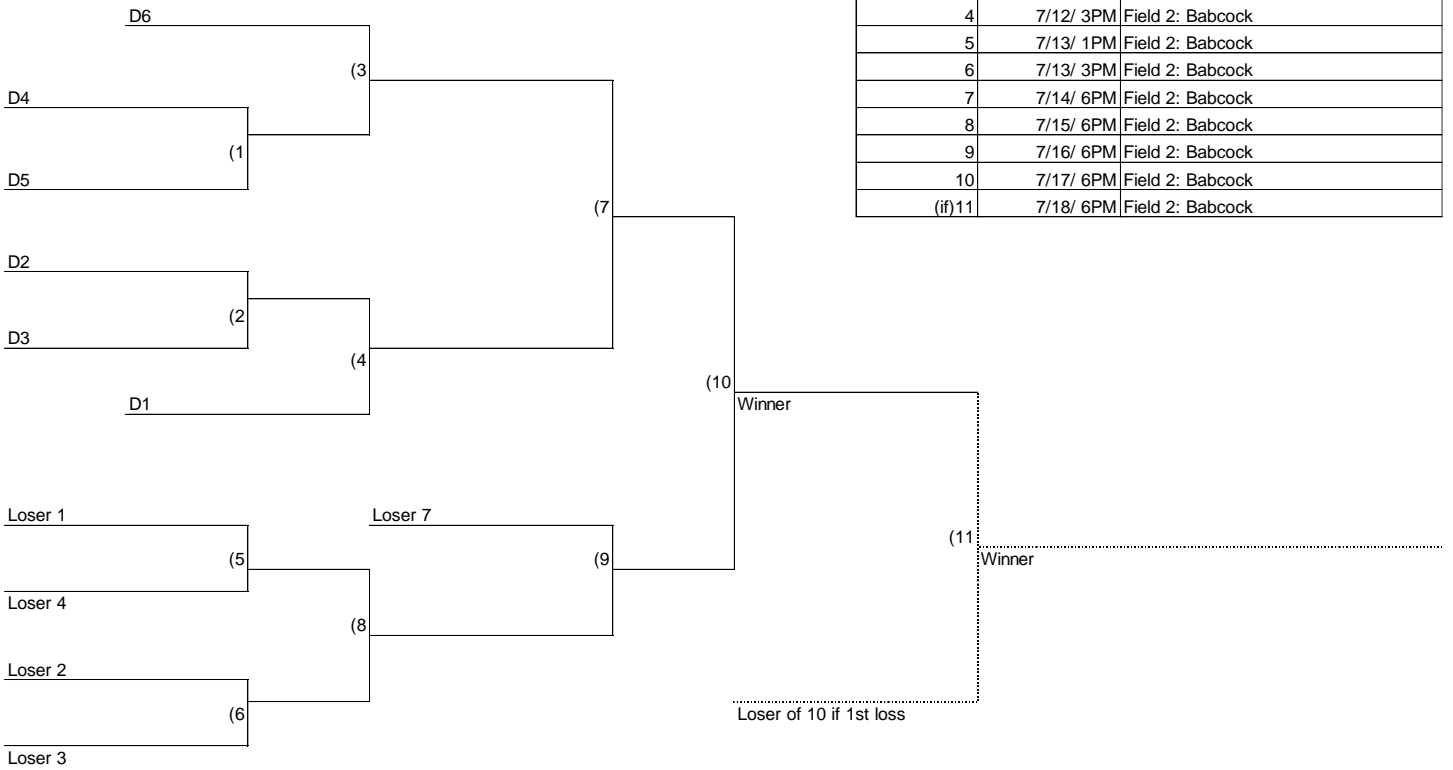 D6
4 7/12/ 3PM Field 2: Babcock
5 7/13/ 1PM Field 2: Babcock
(3
6 7/13/ 3PM Field 2: Babcock
D4
7 7/14/ 6PM Field 2: Babcock
8 7/15/ 6PM Field 2: Babcock
(1
9 7/16/ 6PM Field 2: Babcock
D5
10 7/17/ 6PM Field 2: Babcock
(7
(if)11 7/18/ 6PM Field 2: Babcock
D2
(2
D3
(4
(10
D1
Winner
Loser 1
Loser 7
(11
(5
(9
Winner
Loser 4
(8
Loser 2
(6
Loser of 10 if 1st loss
Loser 3